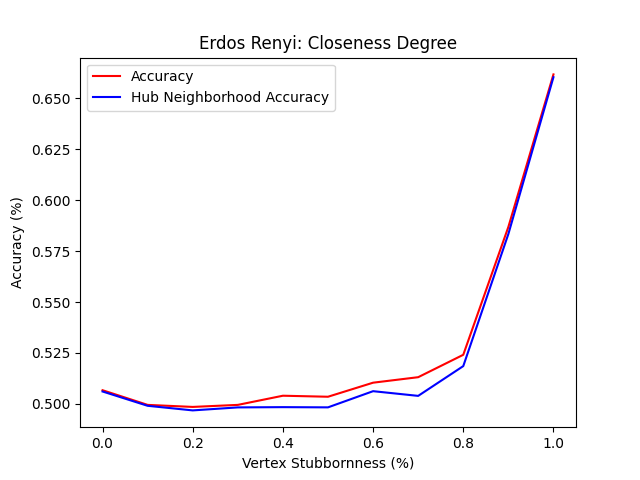 Erdos Renyi: Closeness Degree
Accuracy
Hub Neighborhood Accuracy
0.650
0.625
0.600
0.575
0.550
0.525
0.500
Accuracy (%)
0.0 0.2 0.4 0.6 0.8 1.0
Vertex Stubbornness (%)